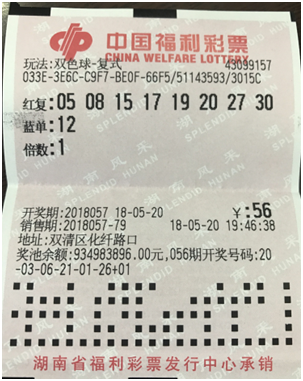 中国福利彩票
CHINA WELFARE LOTTERY
玩法:双色球-复式 43099157
033E-3E6C-C9F7-BE0F-66F5/51143593/3015C
红复:05 08 15 17 19 20 27 30
蓝单:12
倍数:1
开奖期:2018057 18-05-20 ¥:56
销售期:2018057-79 18-05-20 19:46:38
地址:双清区化纤路口
奖池余额:934983896.00元,056期开奖号码:20
-03-06-21-01-26+01
湖南省福利彩票发行中心承销